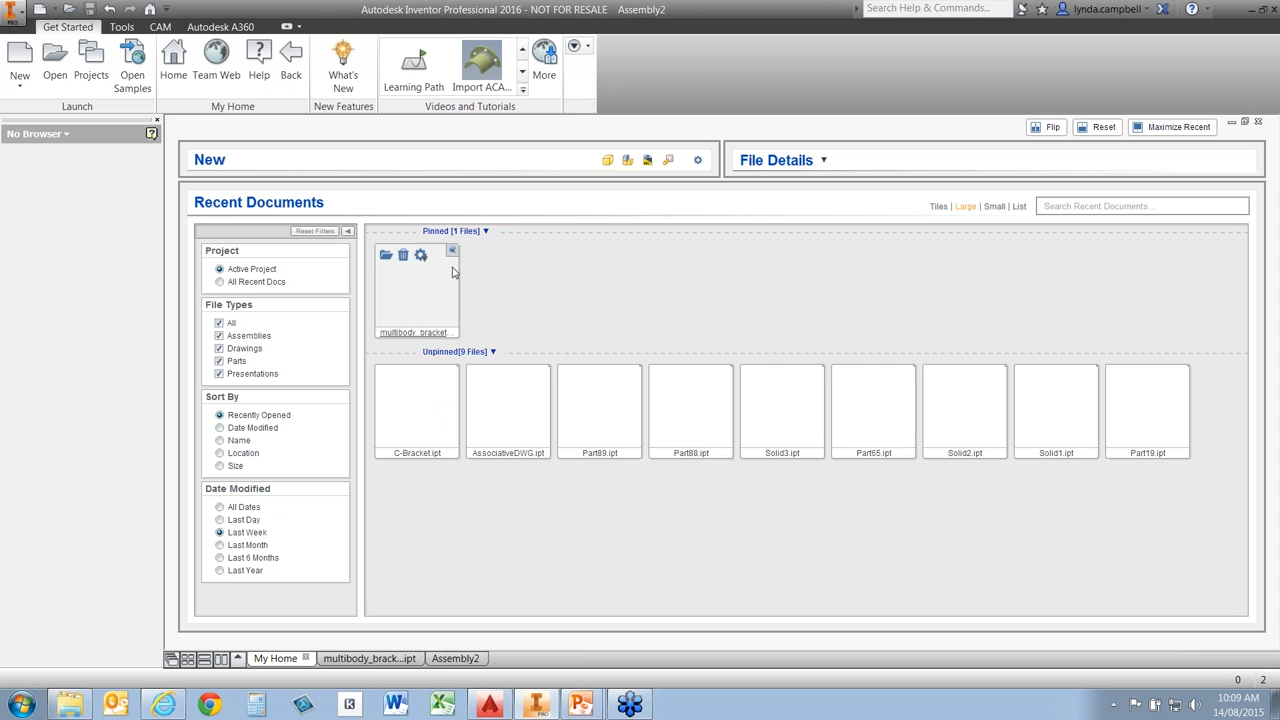 Autodesk Inventor Professional 2016 - NOT FOR RESALE Assembly2
Search Help & Commands...
lynda.campbell
PRO
Get Started Tools CAM Autodesk A360
New Open Projects Open Samples Home Team Web Help Back What's New Learning Path Import ACA... More
Launch My Home New Features Videos and Tutorials
No Browser
Flip Reset Maximize Recent
New
File Details
Recent Documents
Tiles | Large | Small | List
Search Recent Documents...
Reset Filters
Project
Active Project
All Recent Docs
File Types
All
Assemblies
Drawings
Parts
Presentations
Sort By
Recently Opened
Date Modified
Name
Location
Size
Date Modified
All Dates
Last Day
Last Week
Last Month
Last 6 Months
Last Year
Pinned [1 Files]
multibody_bracket...
Unpinned[9 Files]
C-Bracket.ipt AssociativeDWG.ipt Part89.ipt Part88.ipt Solid3.ipt Part65.ipt Solid2.ipt Solid1.ipt Part19.ipt
My Home multibody_brack...ipt Assembly2
0 2
10:09 AM
14/08/2015